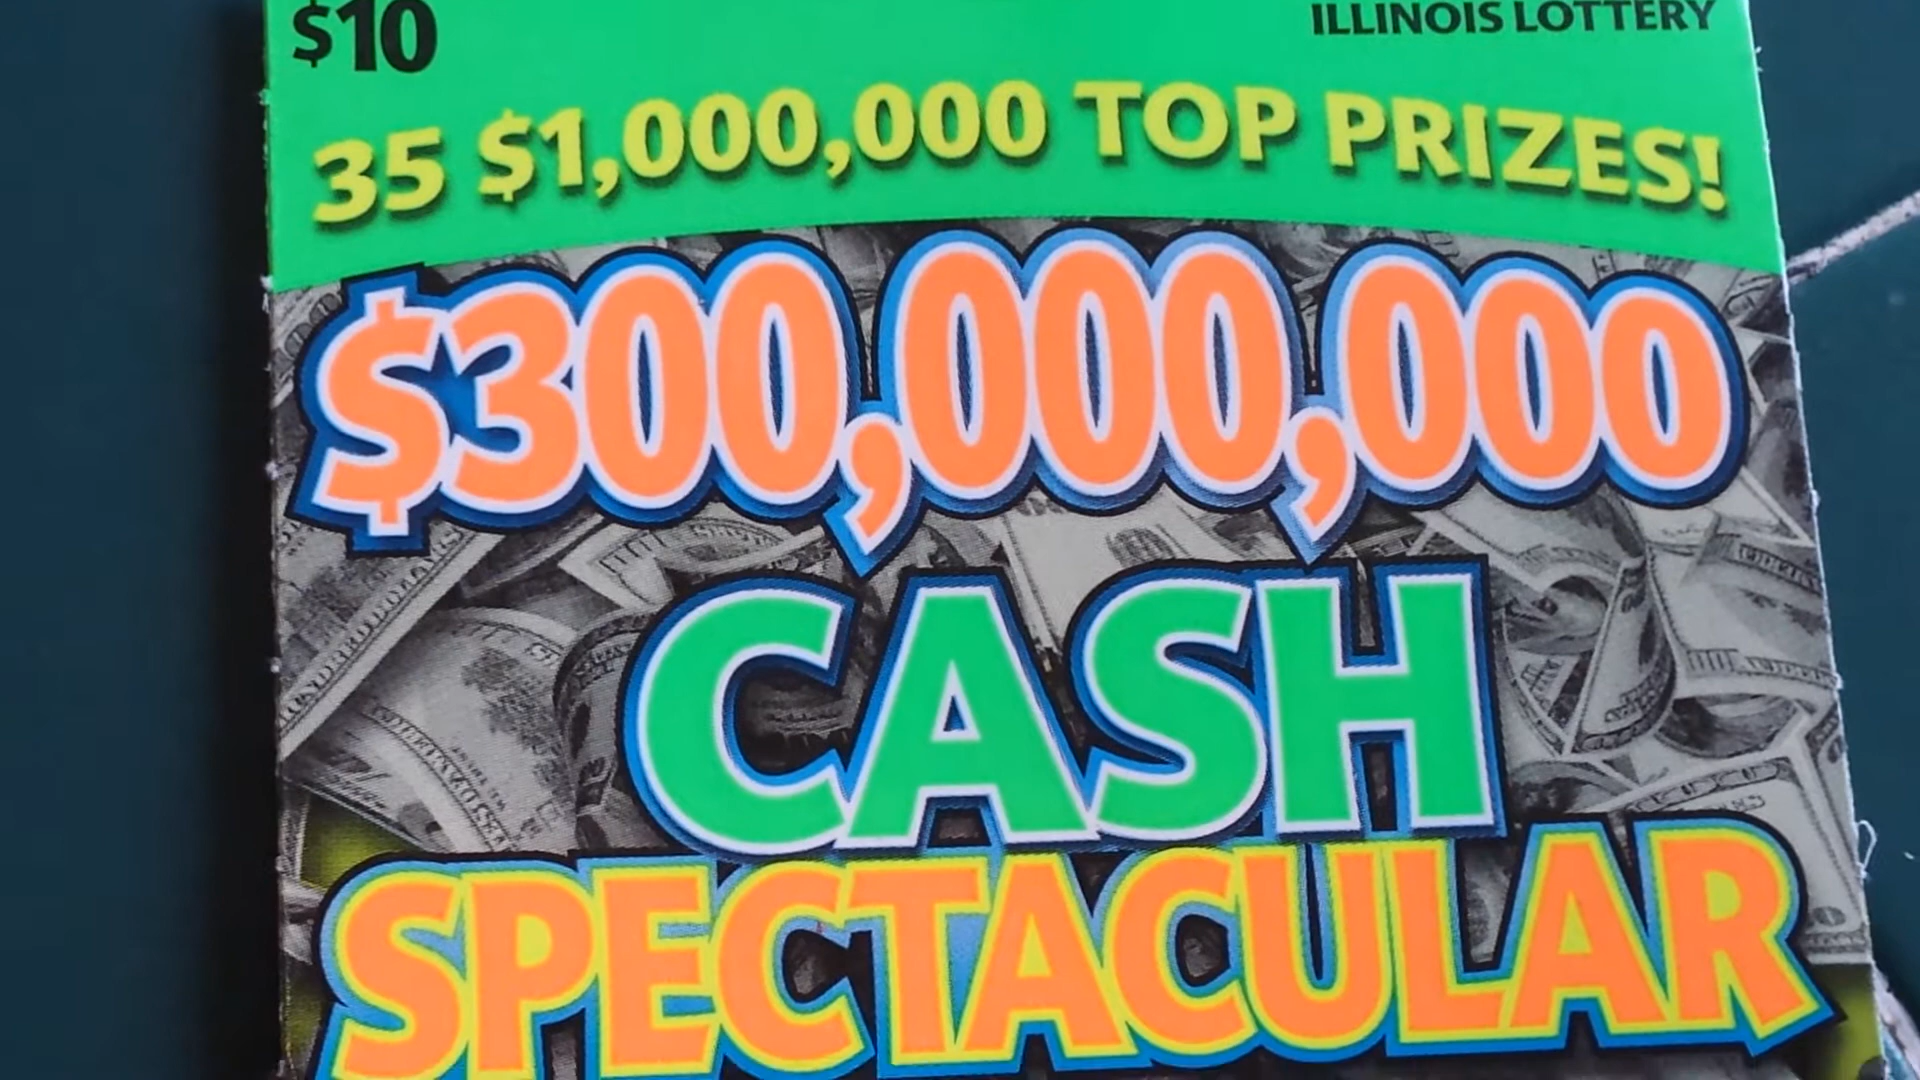 $10
ILLINOIS LOTTERY
35 $1,000,000 TOP PRIZES!
$300,000,000
CASH
SPECTACULAR